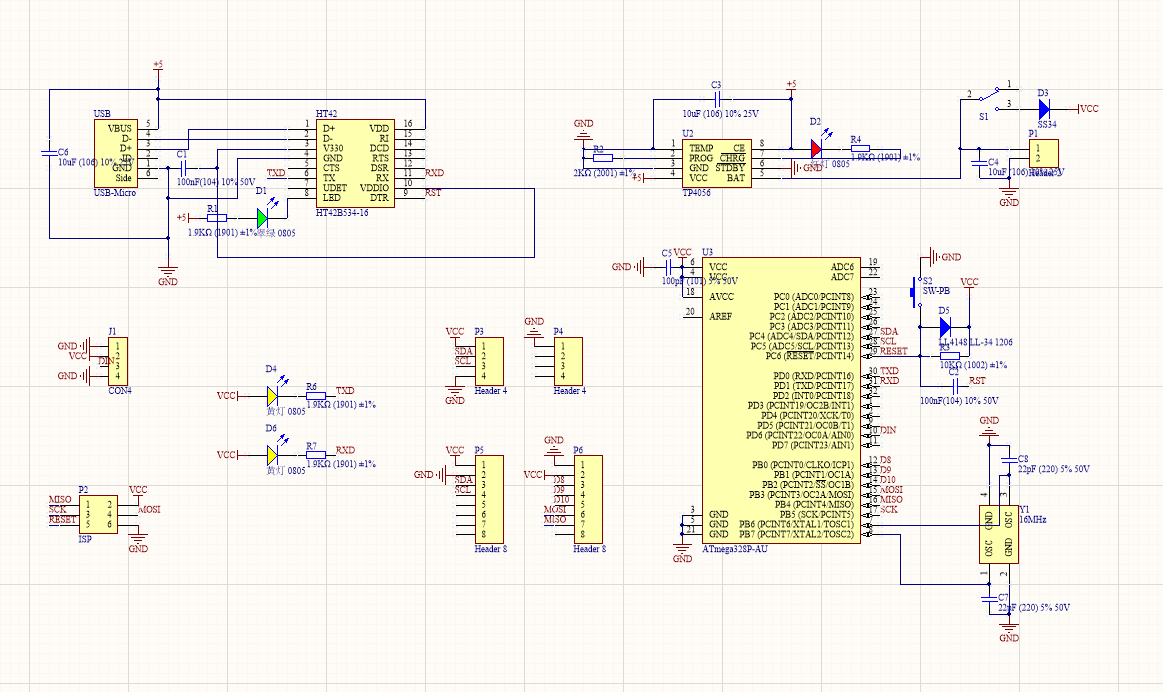 +5
USB
VBUS 5
D- 4
D+ 3
2
GND 1
Side 6
USB-Micro
C6
10uF (106) 10%
C1
100nF(104) 10% 50V
HT42
1 D+ VDD 16
2 D- RI 15
3 V330 DCD 14
4 GND RTS 13
5 CTS DSR 12
TXD 6 TX RX 11 RXD
7 UDET VDDIO 10
8 LED DTR 9 RST
HT42B534-16
D1
翠绿 0805
+5
R1
1.9KΩ (1901) ±1%
GND
C3
10uF (106) 10% 25V
+5
GND
R2
2KΩ (2001) ±1%
+5
U2
1 TEMP CE 8
2 PROG CHRG 7
3 GND STDBY 6
4 VCC BAT 5
TP4056
GND
D2
0805
R4
1.9KΩ (1901) ±1%
2
1
3
S1
D3
SS34
VCC
P1
1
2
C4
10uF (106)
GND
J1
GND 1
VCC 2
DIN 3
GND 4
CON4
D4
VCC
黄灯 0805
R6
TXD
1.9KΩ (1901) ±1%
D6
VCC
黄灯 0805
R7
RXD
1.9KΩ (1901) ±1%
P2
MISO 1 2 VCC
SCK 3 4 MOSI
RESET 5 6
GND
ISP
P3
VCC 1
SDA 2
SCL 3
4
GND
Header 4
P4
GND
1
2
3
4
Header 4
P5
VCC 1
GND 2
SDA 3
SCL 4
5
6
7
8
Header 8
P6
GND
1
VCC 2
D8 3
D9 4
D10 5
MOSI 6
MISO 7
8
Header 8
GND
C5
VCC
100pF (101) 5% 50V
U3
6 VCC ADC6 19
4 VCC ADC7 22
18 AVCC
20 AREF
PC0 (ADC0/PCINT8) 23
PC1 (ADC1/PCINT9)
PC2 (ADC2/PCINT10)
PC3 (ADC3/PCINT11)
PC4 (ADC4/SDA/PCINT12) SDA
PC5 (ADC5/SCL/PCINT13) SCL
PC6 (RESET/PCINT14) 29 RESET
PD0 (RXD/PCINT16) 30 TXD
PD1 (TXD/PCINT17) 31 RXD
PD2 (INT0/PCINT18)
PD3 (PCINT19/OC2B/INT1)
PD4 (PCINT20/XCK/T0)
PD5 (PCINT21/OC0B/T1)
PD6 (PCINT22/OC0A/AIN0) DIN
PD7 (PCINT23/AIN1)
PB0 (PCINT0/CLKO/ICP1) 12 D8
PB1 (PCINT1/OC1A) 13 D9
PB2 (PCINT2/SS/OC1B) 14 D10
PB3 (PCINT3/OC2A/MOSI) MOSI
PB4 (PCINT4/MISO) MISO
PB5 (SCK/PCINT5) SCK
PB6 (PCINT6/XTAL1/TOSC1)
PB7 (PCINT7/XTAL2/TOSC2)
3 GND
5 GND
21 GND
GND
ATmega328P-AU
GND
S2
SW-PB
VCC
D5
LL4148 LL-34 1206
R3
10KΩ (1002) ±1%
C2
RST
100nF(104) 10% 50V
GND
C8
22pF (220) 5% 50V
4 3
GND OSC
Y1
16MHz
OSC GND
1 2
C7
22pF (220) 5% 50V
GND